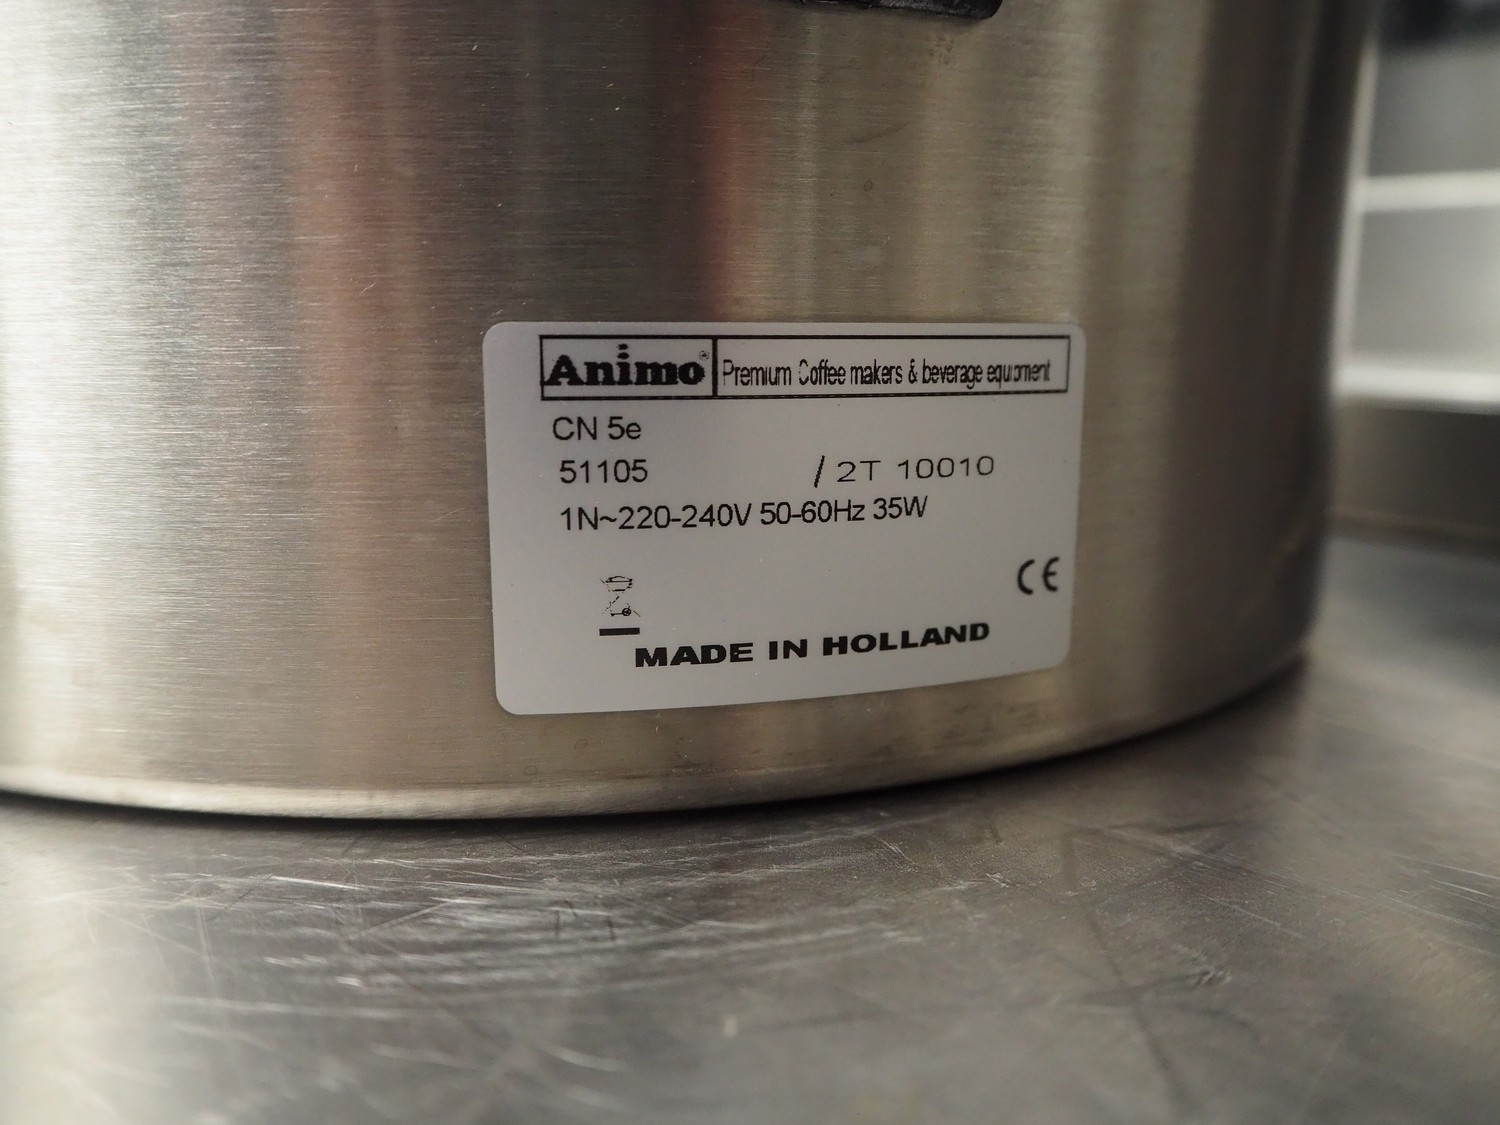 Animo® Premium Coffee makers & beverage equipment
CN 5e
51105 / 2T 10010
1N~220-240V 50-60Hz 35W
CE
MADE IN HOLLAND